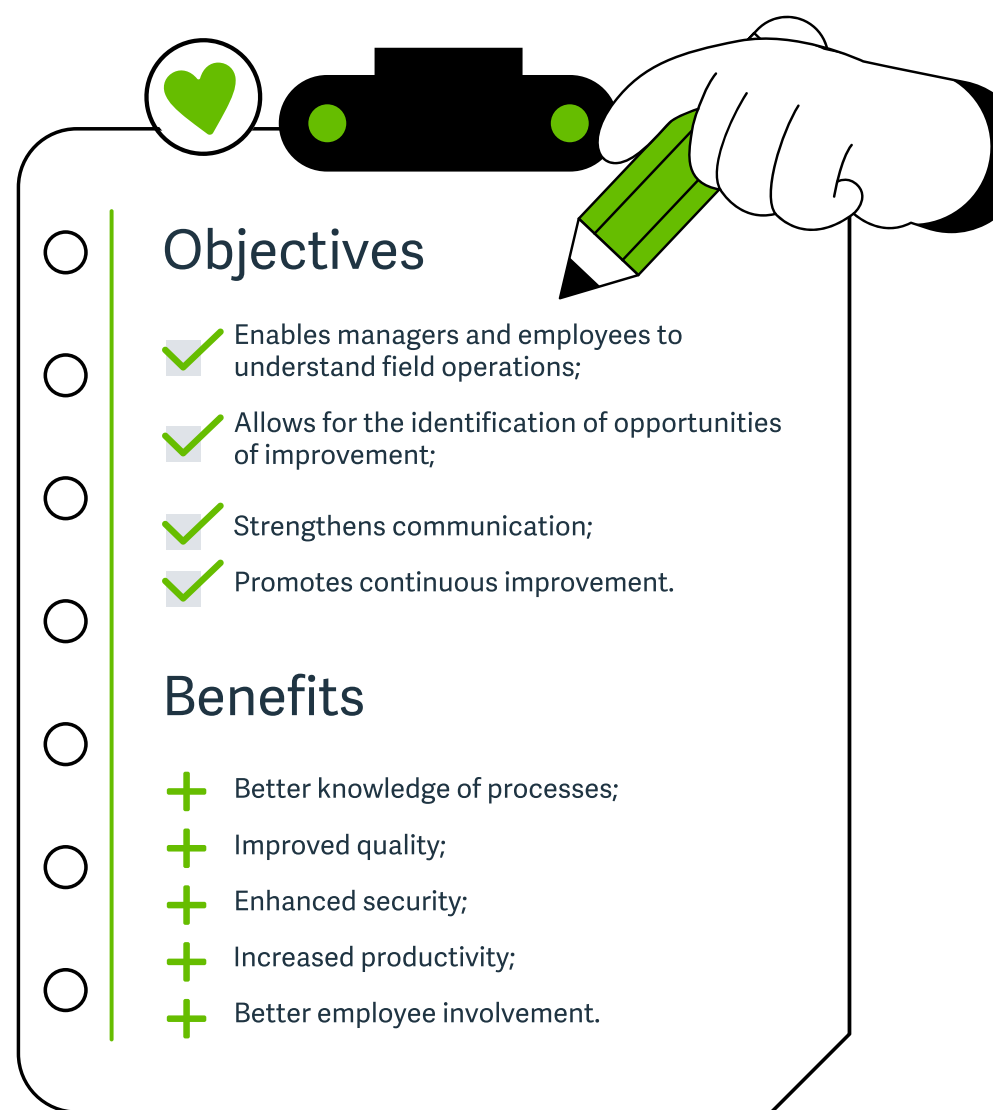 Objectives
Enables managers and employees to
understand field operations;
Allows for the identification of opportunities
of improvement;
Strengthens communication;
Promotes continuous improvement.
Benefits
Better knowledge of processes;
Improved quality;
Enhanced security;
Increased productivity;
Better employee involvement.